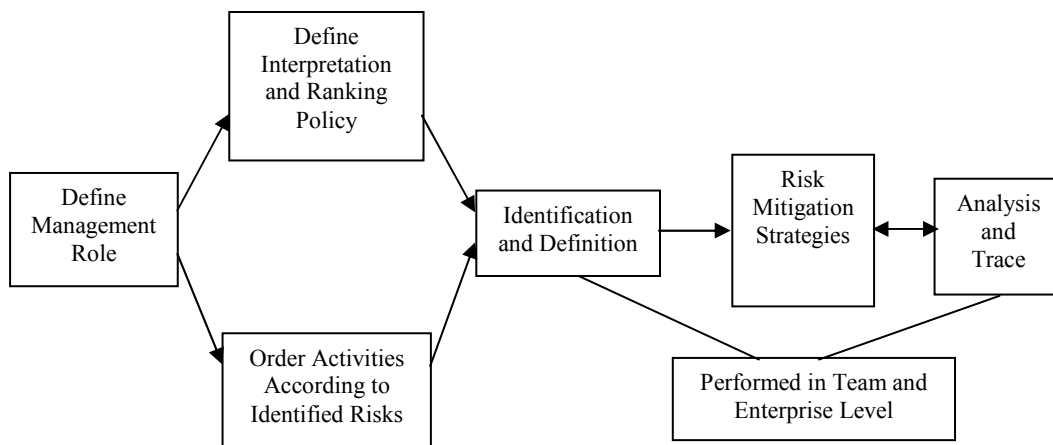 Define
Interpretation
and Ranking
Policy
Define
Management
Role
Identification
and Definition
Risk
Mitigation
Strategies
Analysis
and
Trace
Order Activities
According to
Identified Risks
Performed in Team and
Enterprise Level